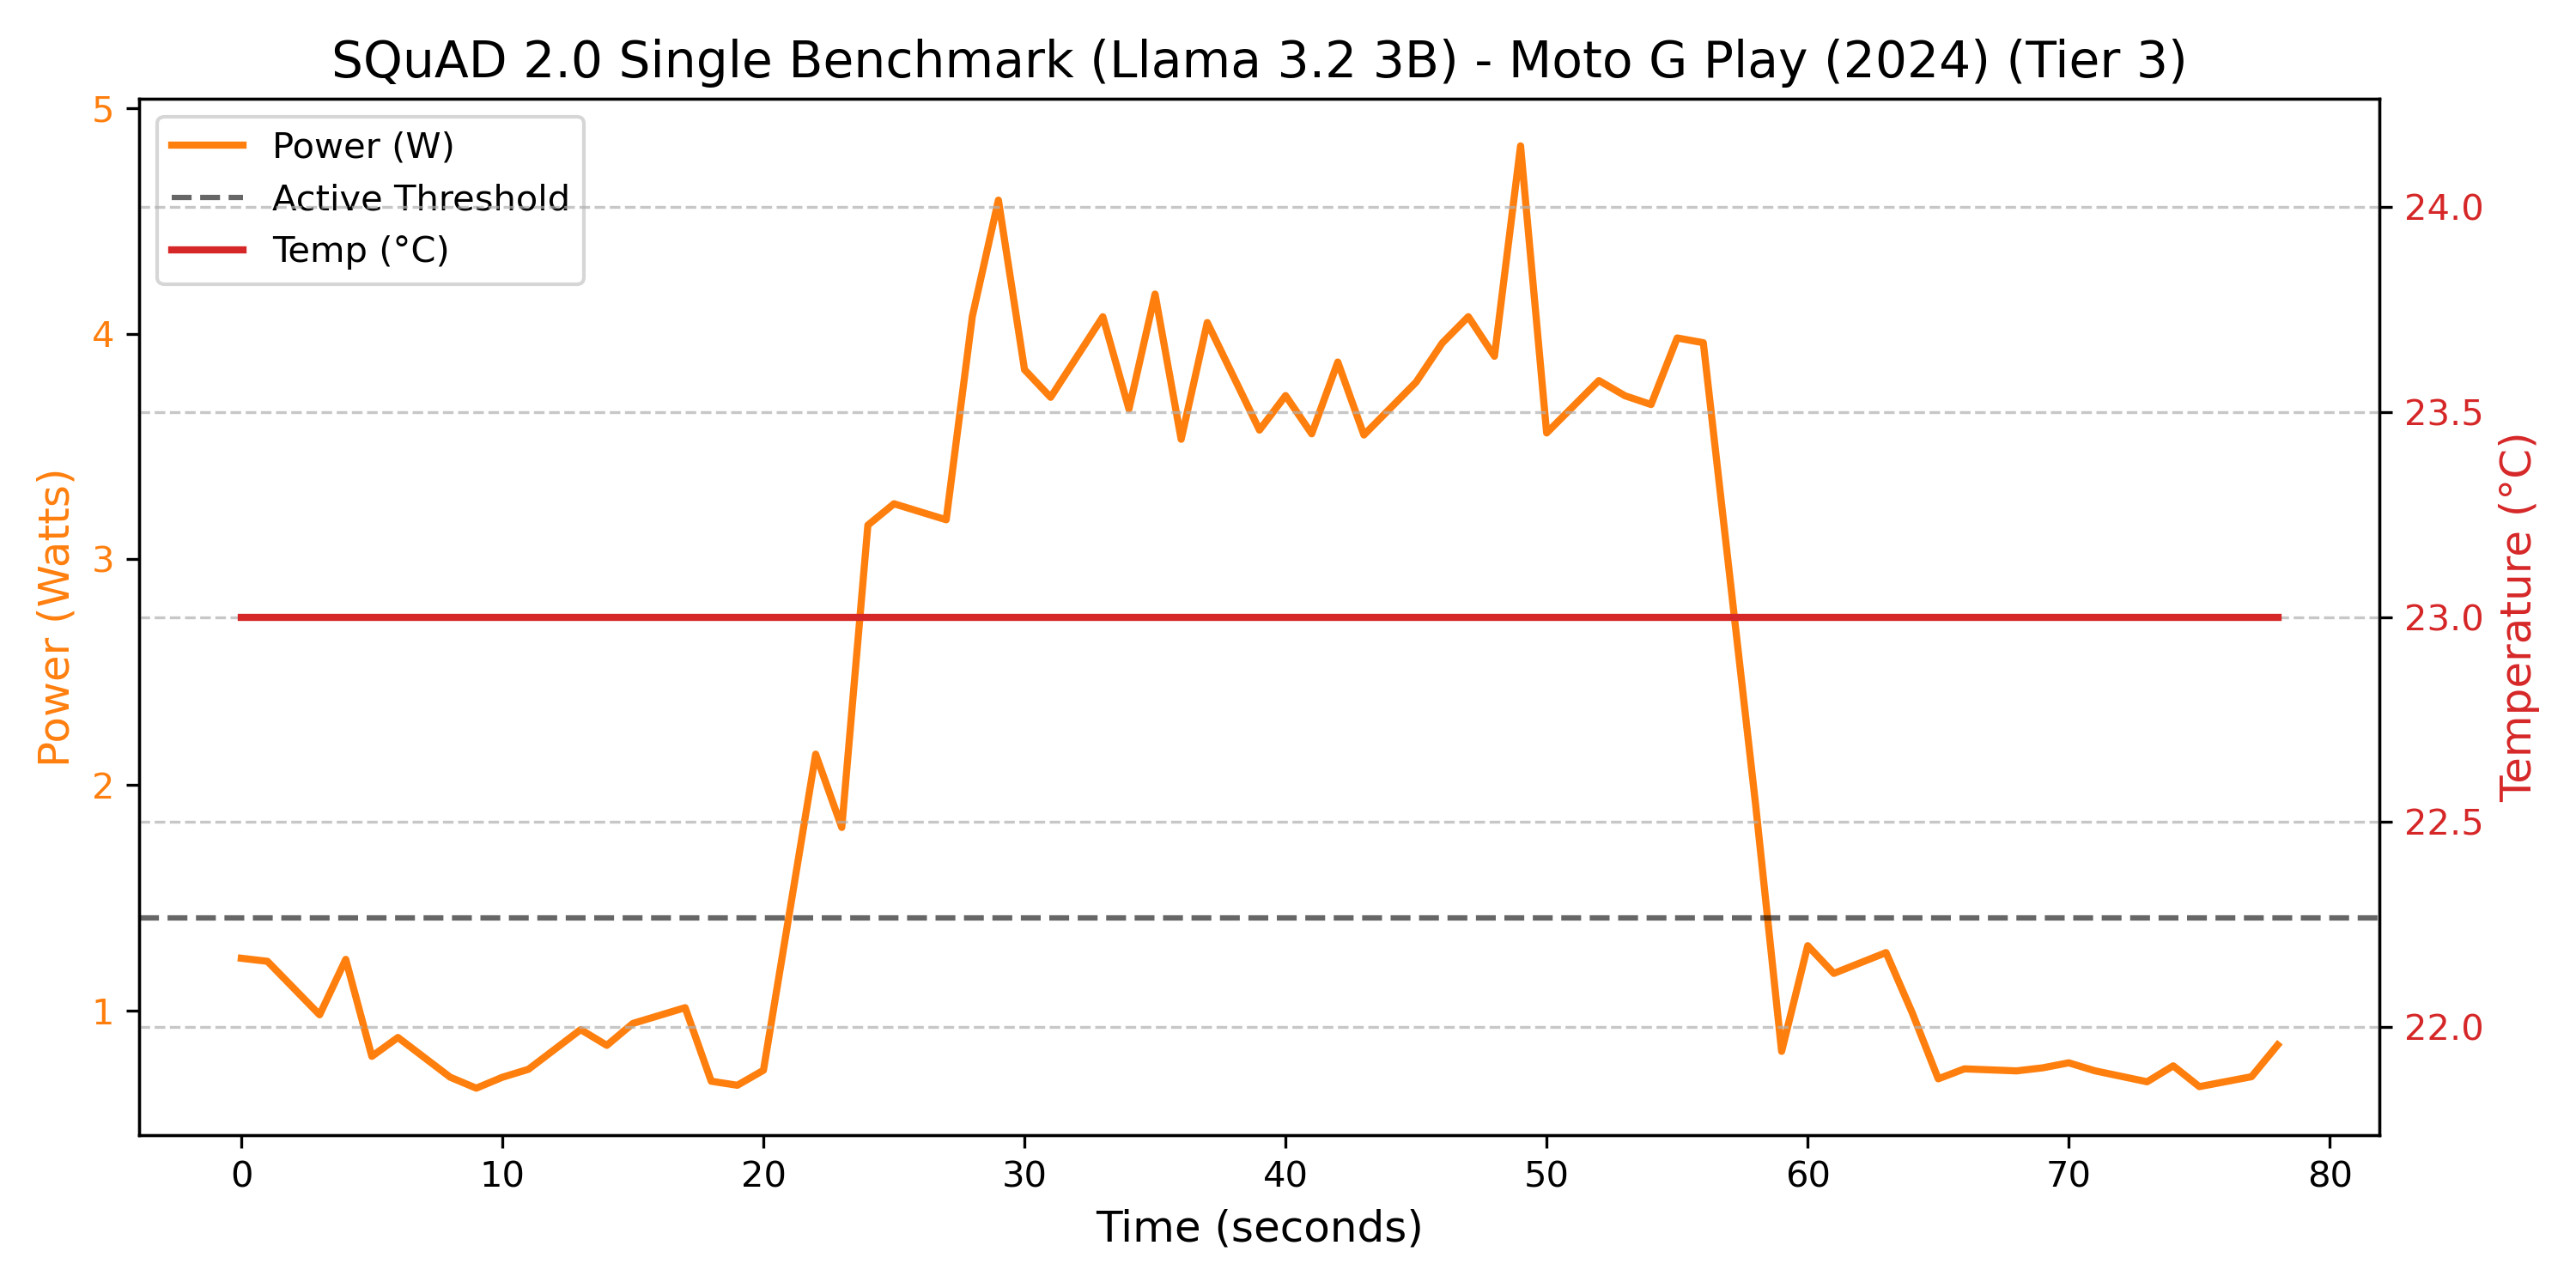 SQuAD 2.0 Single Benchmark (Llama 3.2 3B) - Moto G Play (2024) (Tier 3)
Power (W)
Active Threshold
Temp (°C)
Power (Watts)
5
4
3
2
1
24.0
23.5
23.0
22.5
22.0
Temperature (°C)
0 10 20 30 40 50 60 70 80
Time (seconds)